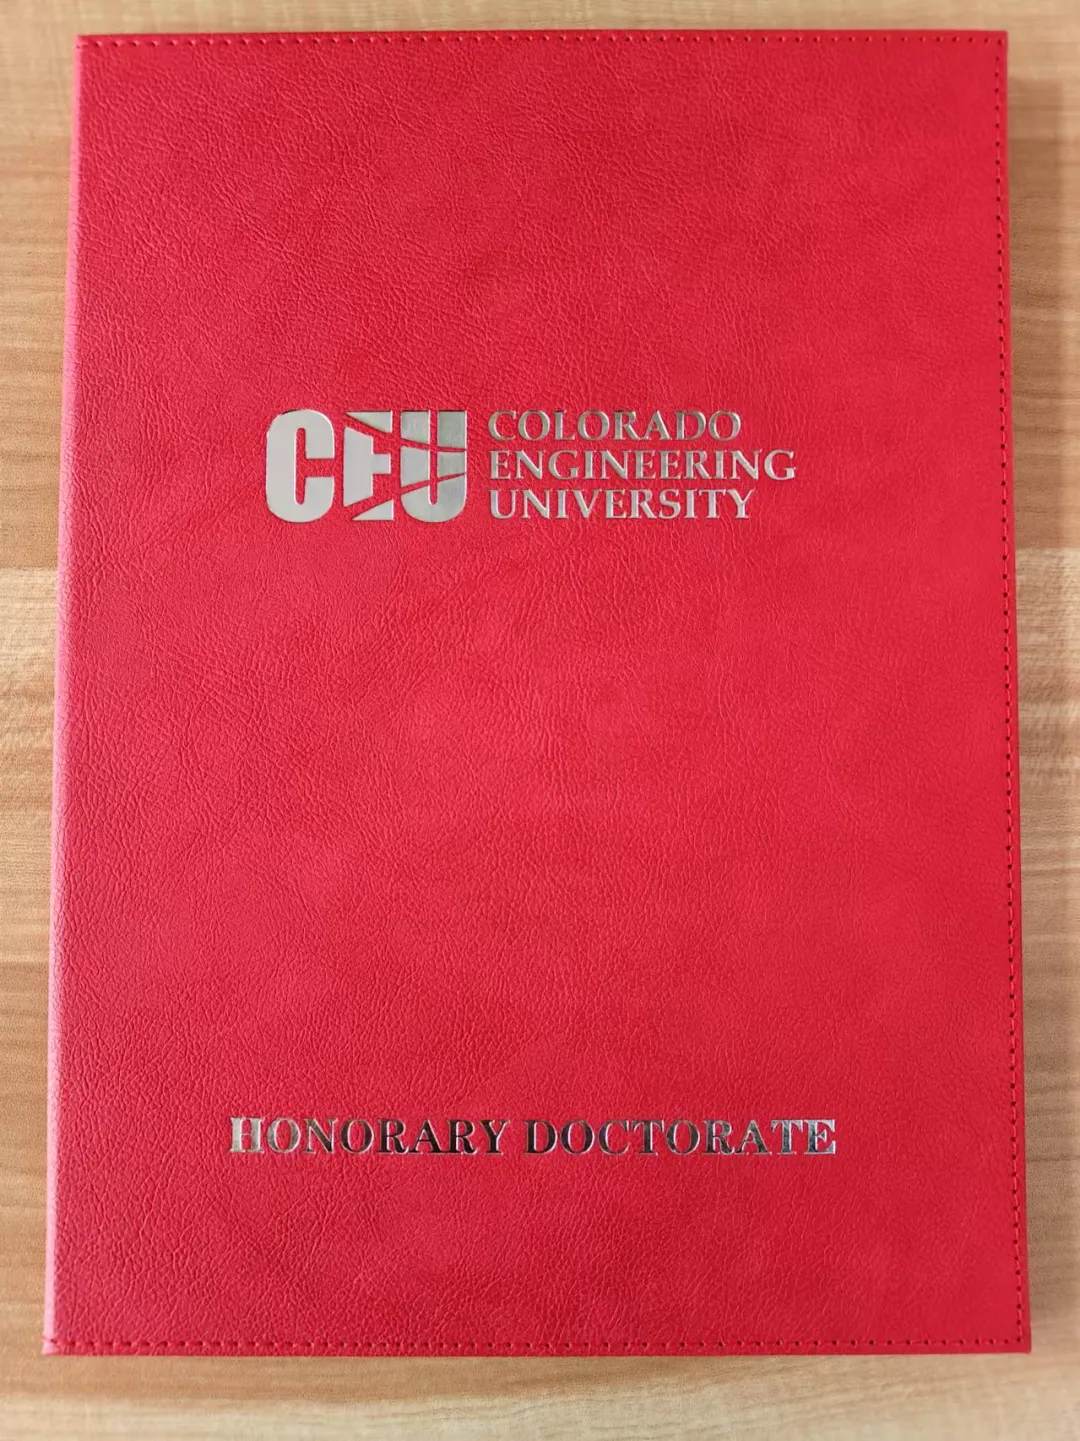 CEU
COLORADO
ENGINEERING
UNIVERSITY
HONORARY DOCTORATE